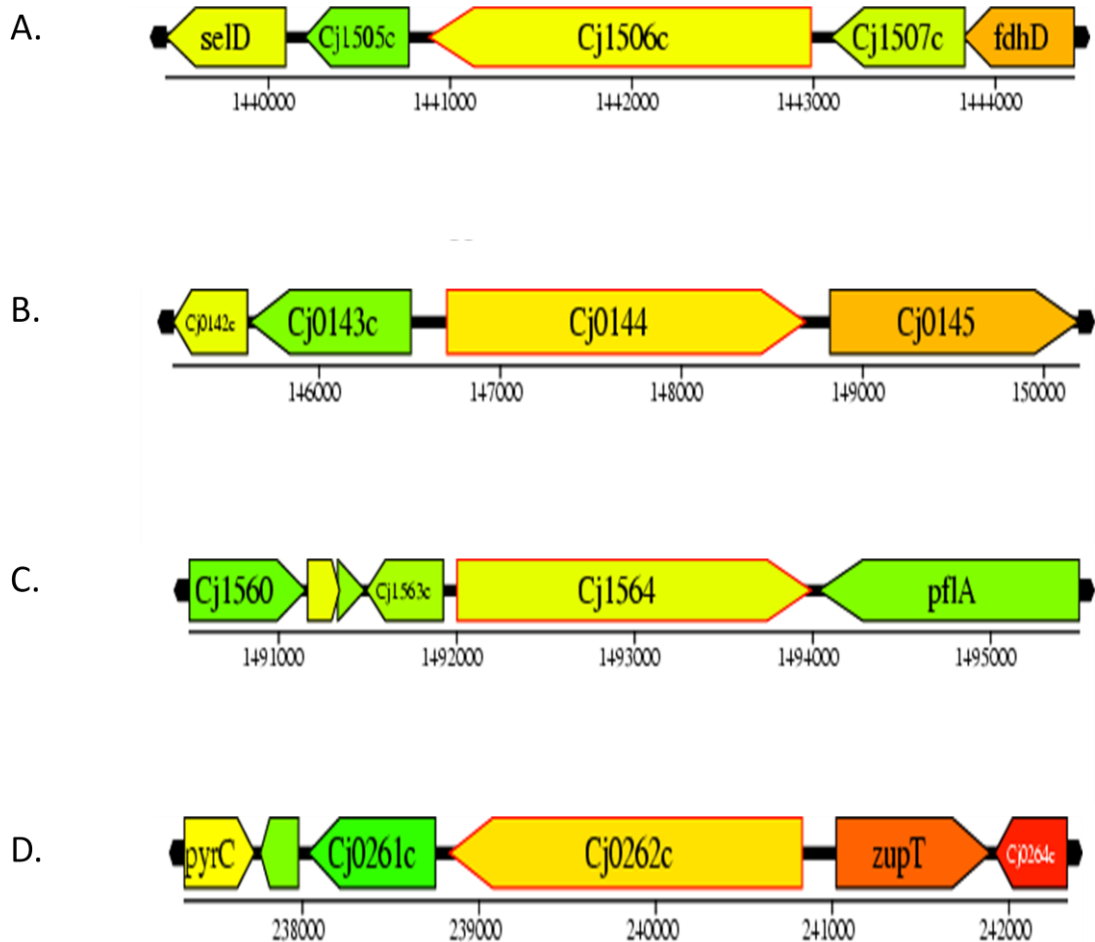 A.
selD Cj1505c Cj1506c Cj1507c fdhD
1440000 1441000 1442000 1443000 1444000
B.
Cj0142c Cj0143c Cj0144 Cj0145
146000 147000 148000 149000 150000
C.
Cj1560 Cj1563c Cj1564 pflA
1491000 1492000 1493000 1494000 1495000
D.
pyrC Cj0261c Cj0262c zupT Cj0264c
238000 239000 240000 241000 242000